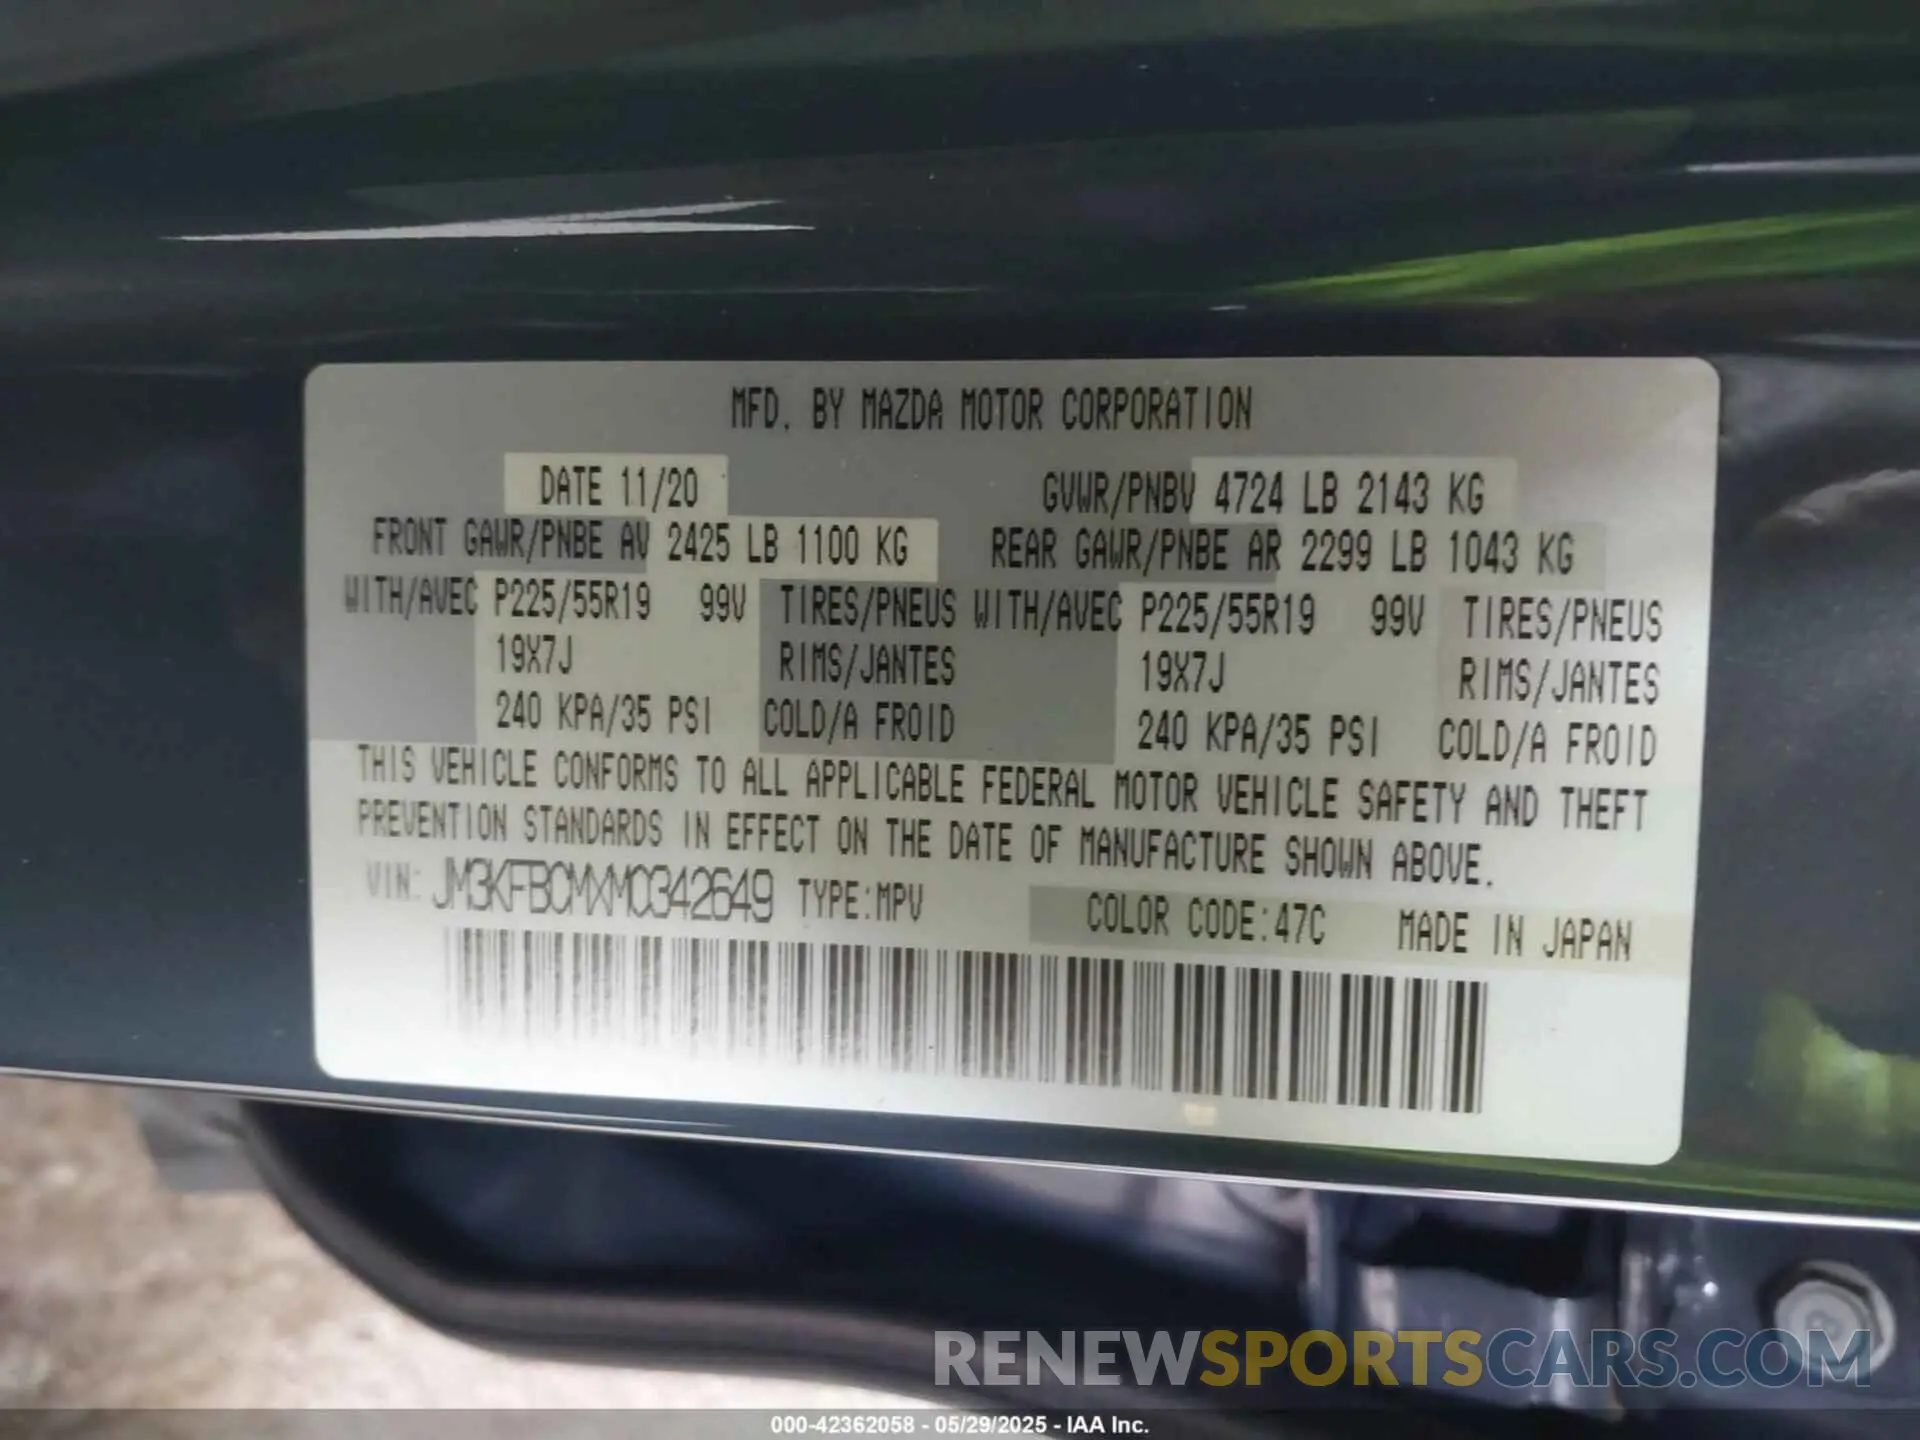 MFD. BY MAZDA MOTOR CORPORATION
DATE 11/20 GVWR/PNBV 4724 LB 2143 KG
FRONT GAWR/PNBE AV 2425 LB 1100 KG REAR GAWR/PNBE AR 2299 LB 1043 KG
WITH/AVEC P225/55R19 99V TIRES/PNEUS WITH/AVEC P225/55R19 99V TIRES/PNEUS
19X7J RIMS/JANTES 19X7J RIMS/JANTES
240 KPA/35 PSI COLD/A FROID 240 KPA/35 PSI COLD/A FROID
THIS VEHICLE CONFORMS TO ALL APPLICABLE FEDERAL MOTOR VEHICLE SAFETY AND THEFT
PREVENTION STANDARDS IN EFFECT ON THE DATE OF MANUFACTURE SHOWN ABOVE.
VIN: JM3KFBCMXM0342649 TYPE:MPV COLOR CODE:47C MADE IN JAPAN
RENEWSPORTSCARS.COM
000-42362058 - 05/29/2025 - IAA Inc.